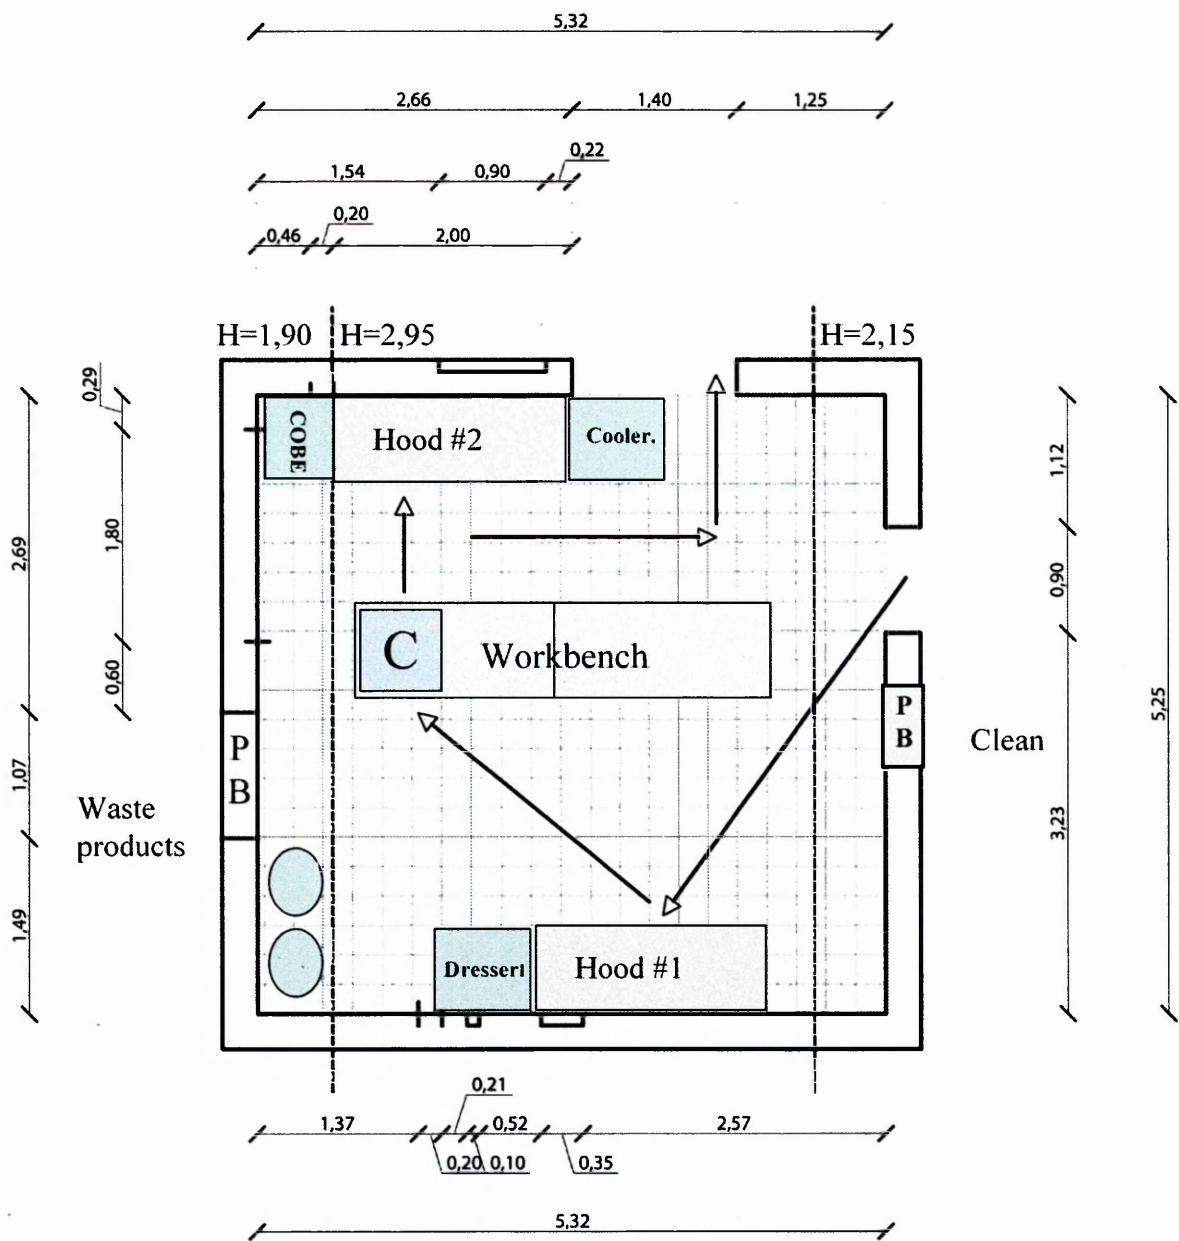 5,32
2,66
1,40
1,25
0,22
1,54
0,90
0,20
0,46
2,00
H=1,90
H=2,95
H=2,15
0,29
COBE
Hood #2
Cooler.
1,12
2,69
1,80
0,90
0,60
C
Workbench
5,25
P
B
Clean
P
B
1,07
Waste
products
3,23
1,49
Dresser1
Hood #1
0,21
1,37
0,52
2,57
0,20
0,10
0,35
5,32